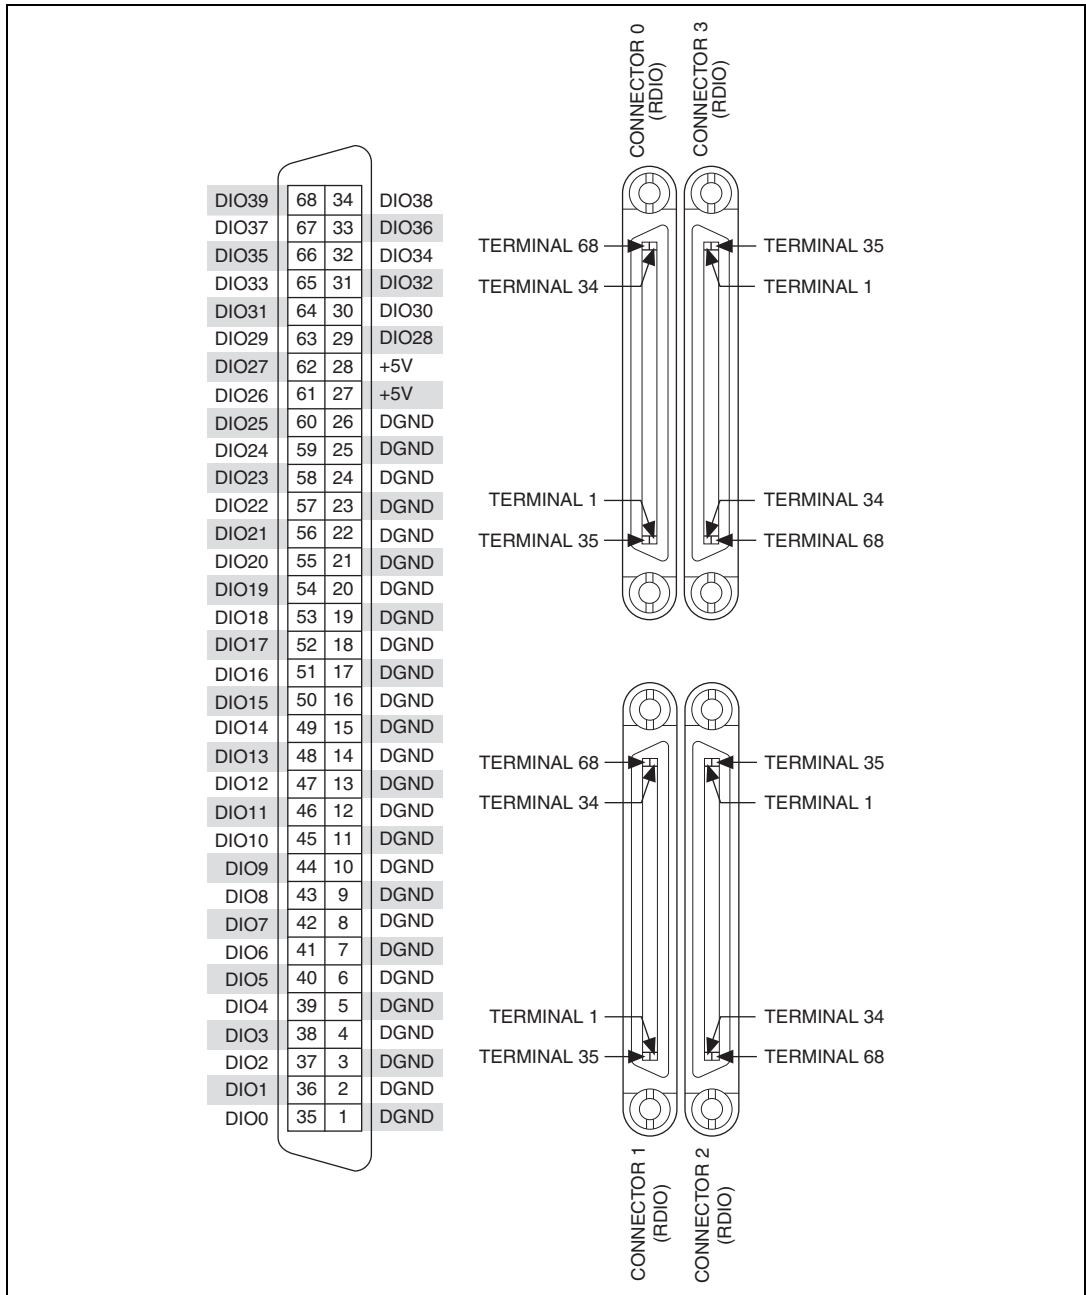 DIO39 68 34 DIO38
DIO37 67 33 DIO36
DIO35 66 32 DIO34
DIO33 65 31 DIO32
DIO31 64 30 DIO30
DIO29 63 29 DIO28
DIO27 62 28 +5V
DIO26 61 27 +5V
DIO25 60 26 DGND
DIO24 59 25 DGND
DIO23 58 24 DGND
DIO22 57 23 DGND
DIO21 56 22 DGND
DIO20 55 21 DGND
DIO19 54 20 DGND
DIO18 53 19 DGND
DIO17 52 18 DGND
DIO16 51 17 DGND
DIO15 50 16 DGND
DIO14 49 15 DGND
DIO13 48 14 DGND
DIO12 47 13 DGND
DIO11 46 12 DGND
DIO10 45 11 DGND
DIO9 44 10 DGND
DIO8 43 9 DGND
DIO7 42 8 DGND
DIO6 41 7 DGND
DIO5 40 6 DGND
DIO4 39 5 DGND
DIO3 38 4 DGND
DIO2 37 3 DGND
DIO1 36 2 DGND
DIO0 35 1 DGND
CONNECTOR 0
(RDIO)
CONNECTOR 3
(RDIO)
TERMINAL 68
TERMINAL 35
TERMINAL 34
TERMINAL 1
TERMINAL 1
TERMINAL 34
TERMINAL 35
TERMINAL 68
TERMINAL 68
TERMINAL 35
TERMINAL 34
TERMINAL 1
TERMINAL 1
TERMINAL 34
TERMINAL 35
TERMINAL 68
CONNECTOR 1
(RDIO)
CONNECTOR 2
(RDIO)